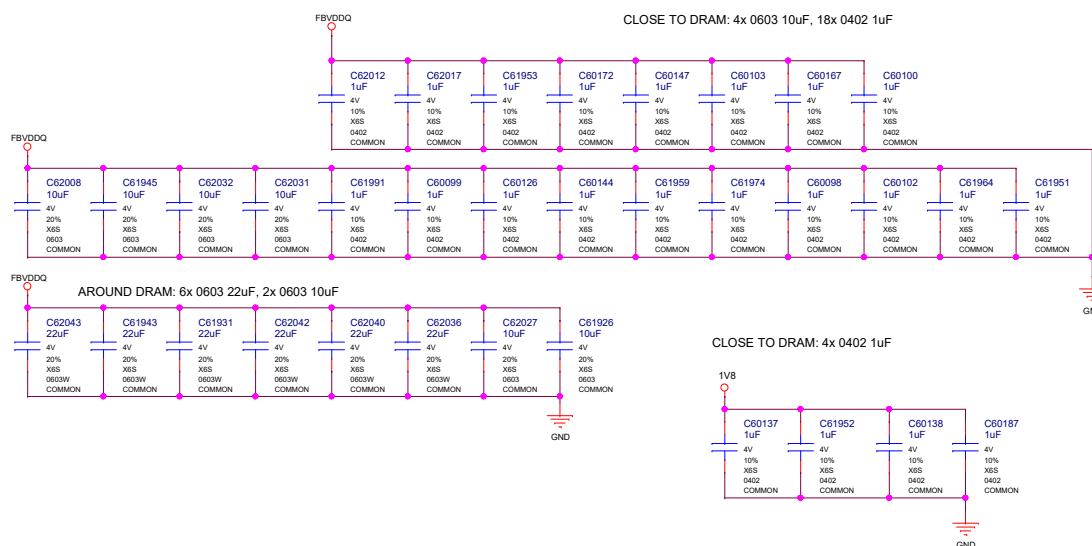 FBVDDQ
CLOSE TO DRAM: 4x 0603 10uF, 18x 0402 1uF
C62012 C62017 C61953 C60172 C60147 C60103 C60167 C60100
1uF 1uF 1uF 1uF 1uF 1uF 1uF 1uF
4V 4V 4V 4V 4V 4V 4V 4V
10% 10% 10% 10% 10% 10% 10% 10%
X6S X6S X6S X6S X6S X6S X6S X6S
0402 0402 0402 0402 0402 0402 0402 0402
COMMON COMMON COMMON COMMON COMMON COMMON COMMON COMMON
FBVDDQ
C62008 C61945 C62032 C62031 C61991 C60099 C60126 C60144 C61959 C61974 C60098 C60102 C61964 C61951
10uF 10uF 10uF 10uF 1uF 1uF 1uF 1uF 1uF 1uF 1uF 1uF 1uF 1uF
4V 4V 4V 4V 4V 4V 4V 4V 4V 4V 4V 4V 4V 4V
20% 20% 20% 20% 10% 10% 10% 10% 10% 10% 10% 10% 10% 10%
X6S X6S X6S X6S X6S X6S X6S X6S X6S X6S X6S X6S X6S X6S
0603 0603 0603 0603 0402 0402 0402 0402 0402 0402 0402 0402 0402 0402
COMMON COMMON COMMON COMMON COMMON COMMON COMMON COMMON COMMON COMMON COMMON COMMON COMMON COMMON
GN
FBVDDQ
AROUND DRAM: 6x 0603 22uF, 2x 0603 10uF
C62043 C61943 C61931 C62042 C62040 C62036 C62027 C61926
22uF 22uF 22uF 22uF 22uF 22uF 10uF 10uF
4V 4V 4V 4V 4V 4V 4V 4V
20% 20% 20% 20% 20% 20% 20% 20%
X6S X6S X6S X6S X6S X6S X6S X6S
0603W 0603W 0603W 0603W 0603W 0603W 0603 0603
COMMON COMMON COMMON COMMON COMMON COMMON COMMON COMMON
GND
CLOSE TO DRAM: 4x 0402 1uF
1V8
C60137 C61952 C60138 C60187
1uF 1uF 1uF 1uF
4V 4V 4V 4V
10% 10% 10% 10%
X6S X6S X6S X6S
0402 0402 0402 0402
COMMON COMMON COMMON COMMON
GND